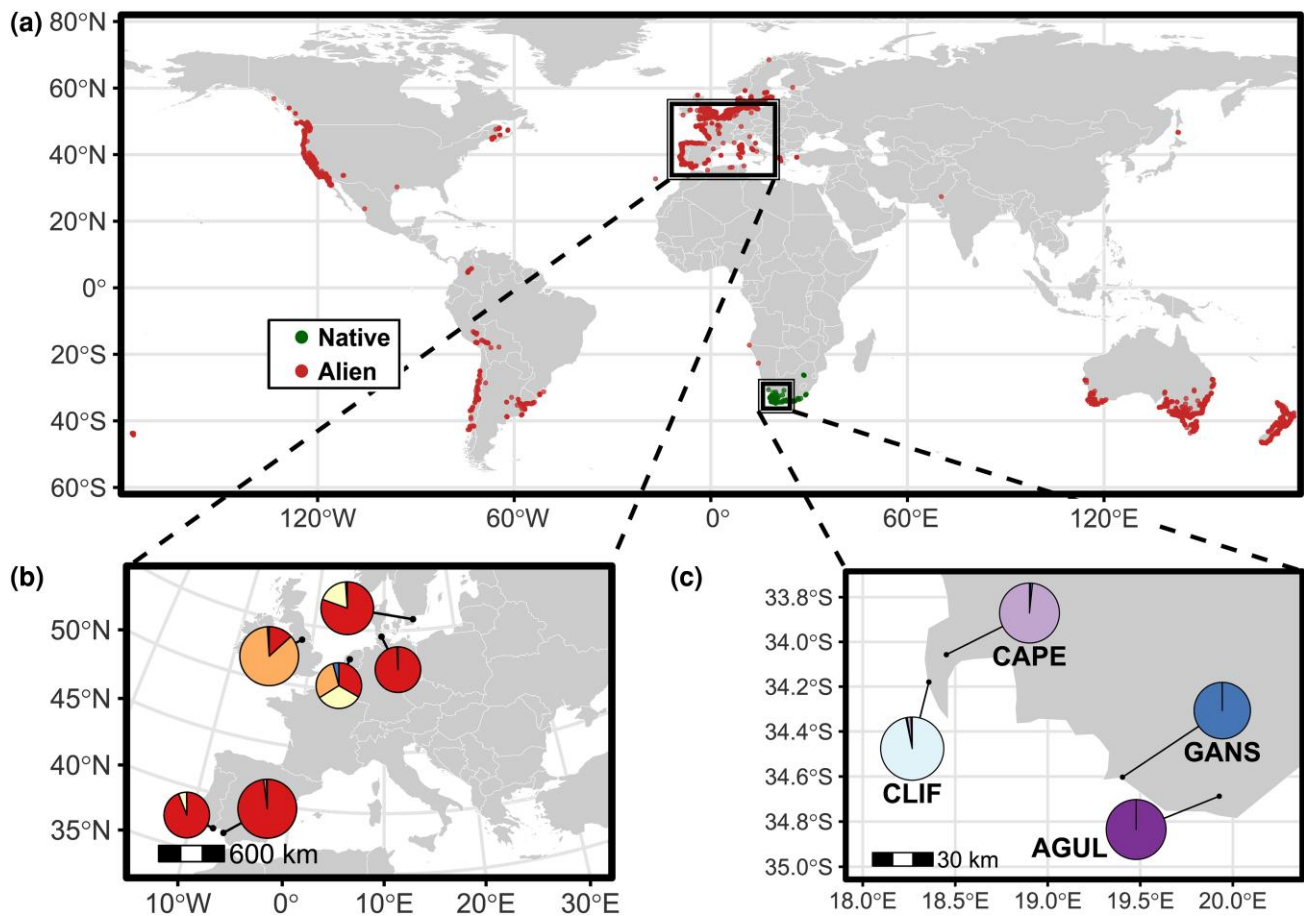 (a)
80°N
60°N
40°N
20°N
0°
20°S
40°S
60°S
Native
Alien
120°W 60°W 0° 60°E 120°E
(b)
50°N
45°N
40°N
35°N
600 km
10°W 0° 10°E 20°E 30°E
(c)
33.8°S
34.0°S
34.2°S
34.4°S
34.6°S
34.8°S
35.0°S
CAPE
GANS
CLIF
AGUL
30 km
18.0°E 18.5°E 19.0°E 19.5°E 20.0°E